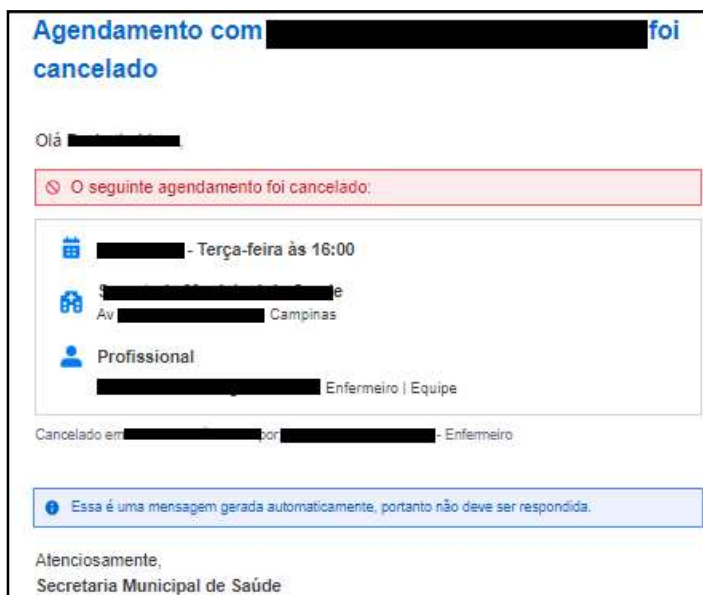 Agendamento com foi
cancelado
Olá
O seguinte agendamento foi cancelado:
- Terça-feira às 16:00
Av Campinas
Profissional
Enfermeiro | Equipe
Cancelado em por - Enfermeiro
Essa é uma mensagem gerada automaticamente, portanto não deve ser respondida.
Atenciosamente,
Secretaria Municipal de Saúde